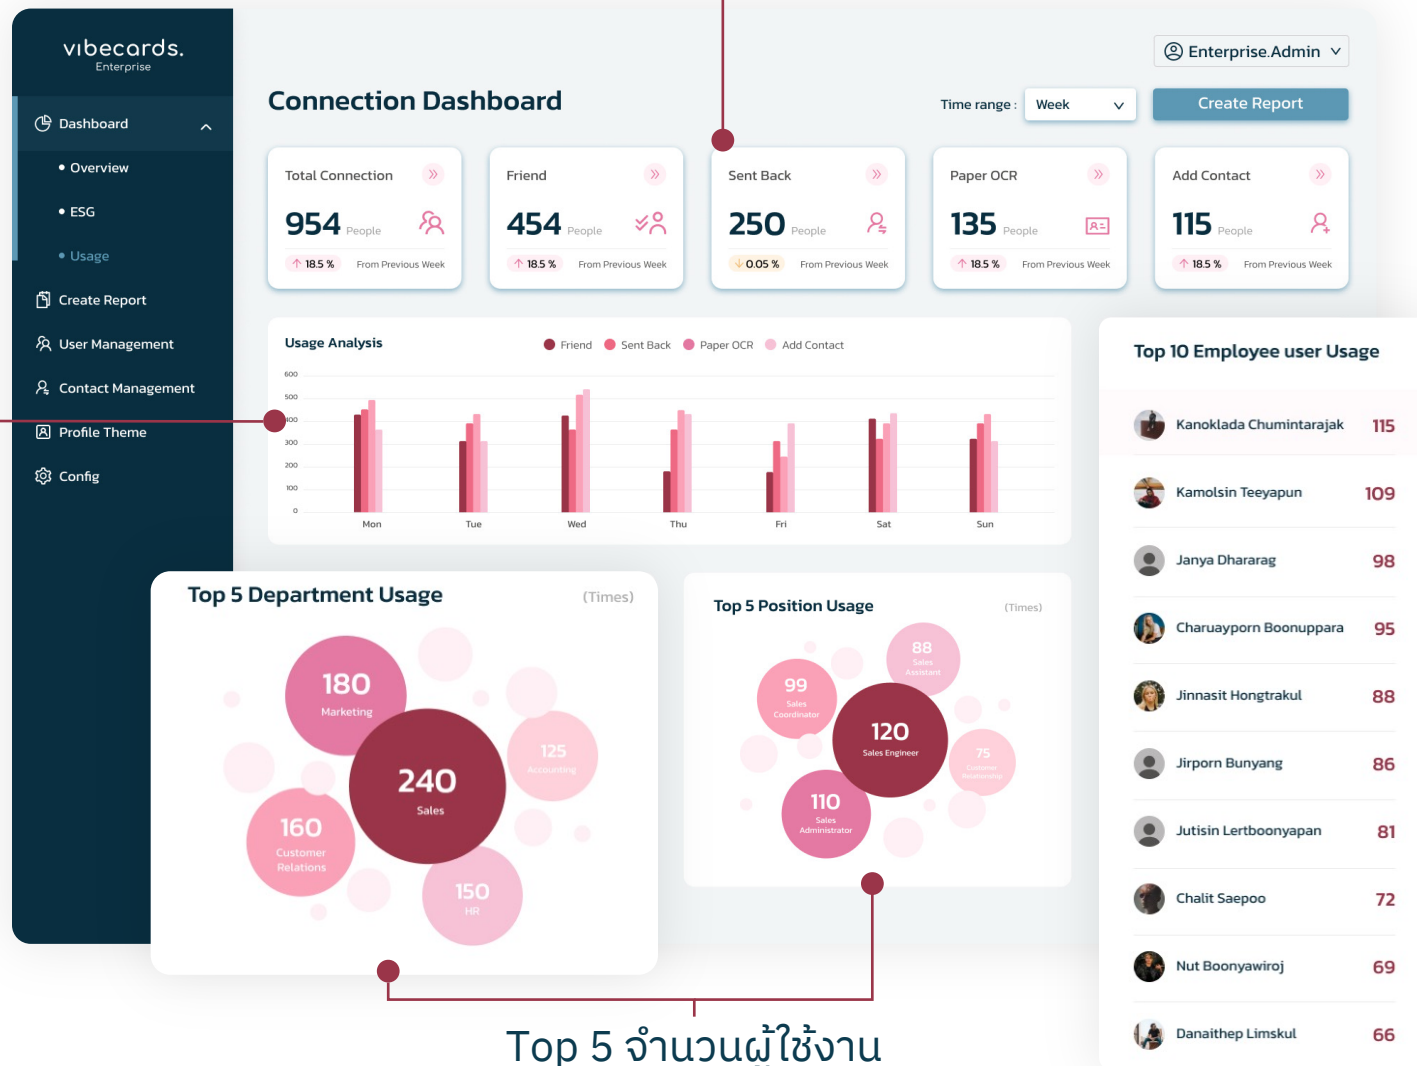 vibecards.
Enterprise
Dashboard
Overview
ESG
Usage
Create Report
User Management
Contact Management
Profile Theme
Config
Enterprise.Admin
Connection Dashboard
Time range :
Week
Create Report
Total Connection
954 People
18.5 % From Previous Week
Friend
454 People
18.5 % From Previous Week
Sent Back
250 People
0.05 % From Previous Week
Paper OCR
135 People
18.5 % From Previous Week
Add Contact
115 People
18.5 % From Previous Week
Usage Analysis
Friend Sent Back Paper OCR Add Contact
600
500
400
300
200
100
0
Mon Tue Wed Thu Fri Sat Sun
Top 5 Department Usage (Times)
180
Marketing
240
Sales
125
Accounting
160
Customer
Relations
150
HR
Top 5 Position Usage (Times)
88
Sales
Assistant
99
Sales
Coordinator
120
Sales Engineer
75
Customer
Relationship
110
Sales
Administrator
Top 10 Employee user Usage
Kanoklada Chumintarajak 115
Kamolsin Teeyapun 109
Janya Dhararag 98
Charuayporn Boonuppara 95
Jinnasit Hongtrakul 88
Jirporn Bunyang 86
Jutisin Lertboonyapan 81
Chalit Saepoo 72
Nut Boonyawiroj 69
Danaithep Limskul 66
Top 5 จำนวนผู้ใช้งาน